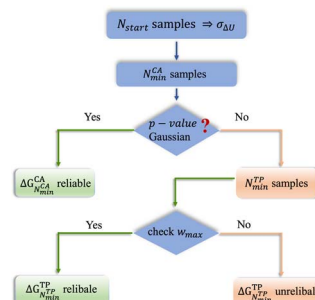 N_start samples ⇒ σ_ΔU
N_min^CA samples
Yes
p − value ?
No
Gaussian
ΔG_{N_min^CA}^CA reliable
N_min^TP samples
Yes
check w_max
No
ΔG_{N_min^TP}^TP relibale
ΔG_{N_min^TP}^TP unrelibal